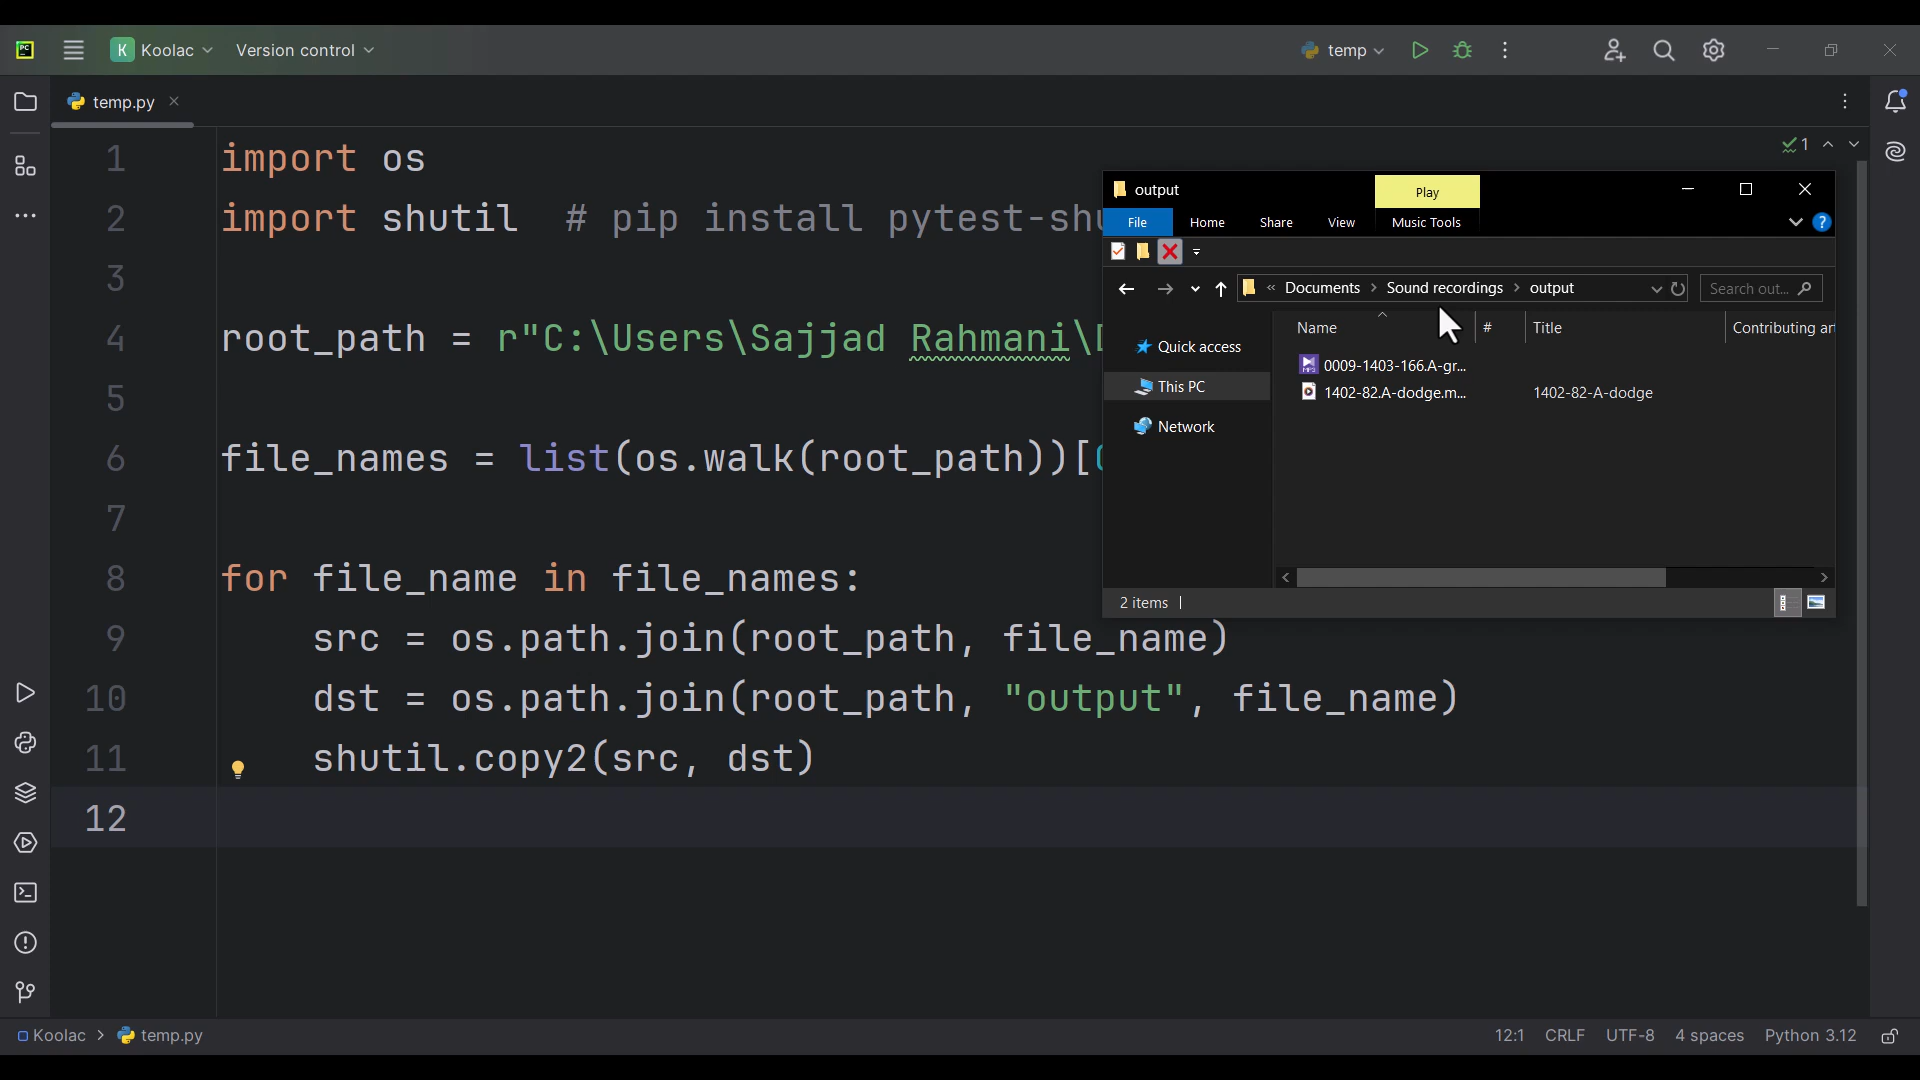 K Koolac Version control temp
temp.py
1 import os
2 import shutil # pip install pytest-shu
3
4 root_path = r"C:\Users\Sajjad Rahmani\D
5
6 file_names = list(os.walk(root_path))[
7
8 for file_name in file_names:
9 src = os.path.join(root_path, file_name)
10 dst = os.path.join(root_path, "output", file_name)
11 shutil.copy2(src, dst)
12
1
output Play
File Home Share View Music Tools
Documents > Sound recordings > output Search out...
Name # Title Contributing art
Quick access
This PC
Network
0009-1403-166.A-gr...
1402-82.A-dodge.m... 1402-82-A-dodge
2 items
Koolac > temp.py 12:1 CRLF UTF-8 4 spaces Python 3.12